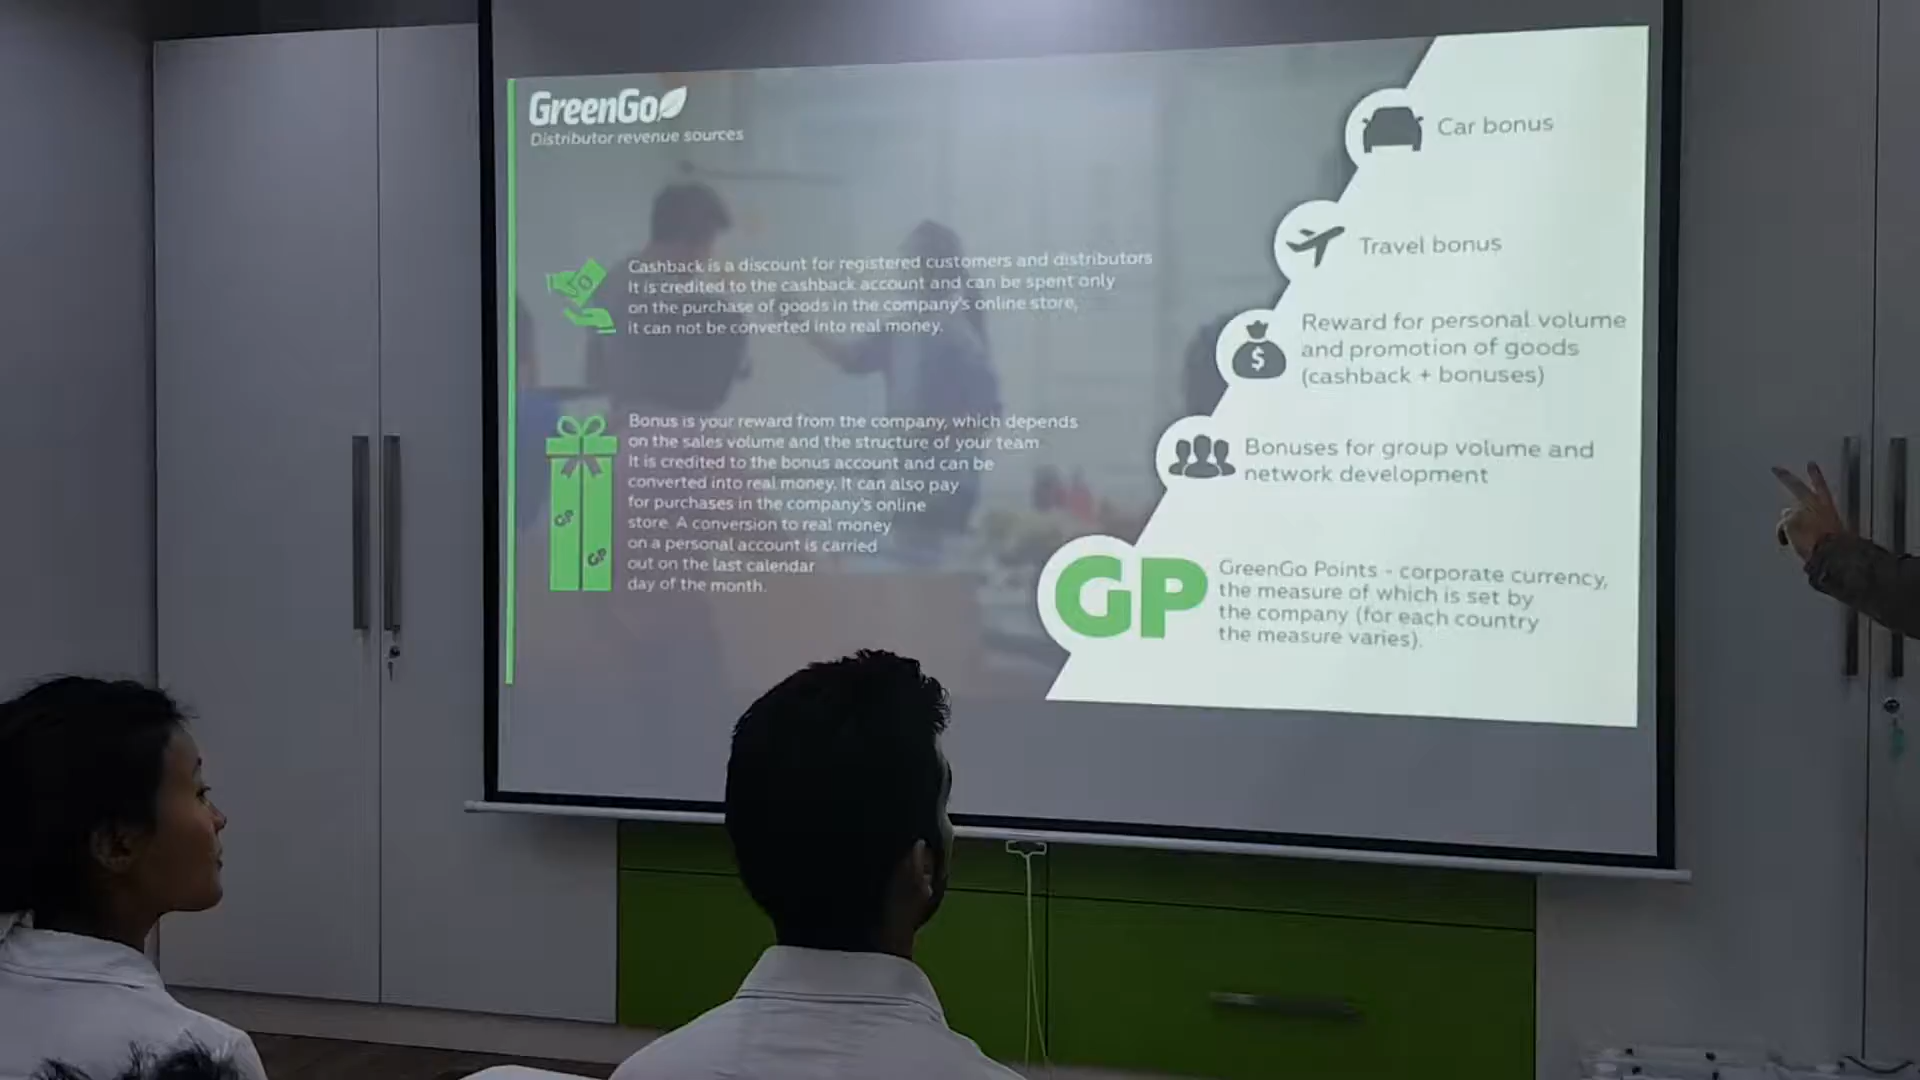 GreenGo
Distributor revenue sources
Cashback is a discount for registered customers and distributors
It is credited to the cashback account and can be spent only
on the purchase of goods in the company's online store,
it can not be converted into real money.
Bonus is your reward from the company, which depends
on the sales volume and the structure of your team
It is credited to the bonus account and can be
converted into real money. It can also pay
for purchases in the company's online
store. A conversion to real money
on a personal account is carried
out on the last calendar
day of the month.
GP
GP
Car bonus
Travel bonus
Reward for personal volume
and promotion of goods
(cashback + bonuses)
$
Bonuses for group volume and
network development
GP
GreenGo Points - corporate currency,
the measure of which is set by
the company (for each country
the measure varies).